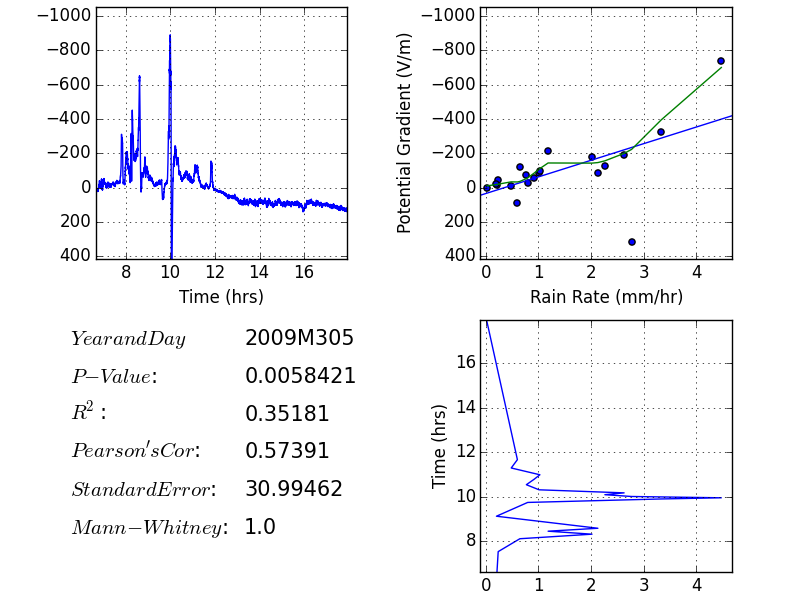 −1000
−800
−600
−400
−200
0
200
400
8 10 12 14 16
Time (hrs)
Potential Gradient (V/m)
−1000
−800
−600
−400
−200
0
200
400
0 1 2 3 4
Rain Rate (mm/hr)
YearandDay 2009M305
P−Value: 0.0058421
R²: 0.35181
Pearson'sCor: 0.57391
StandardError: 30.99462
Mann−Whitney: 1.0
Time (hrs)
16
14
12
10
8
0 1 2 3 4